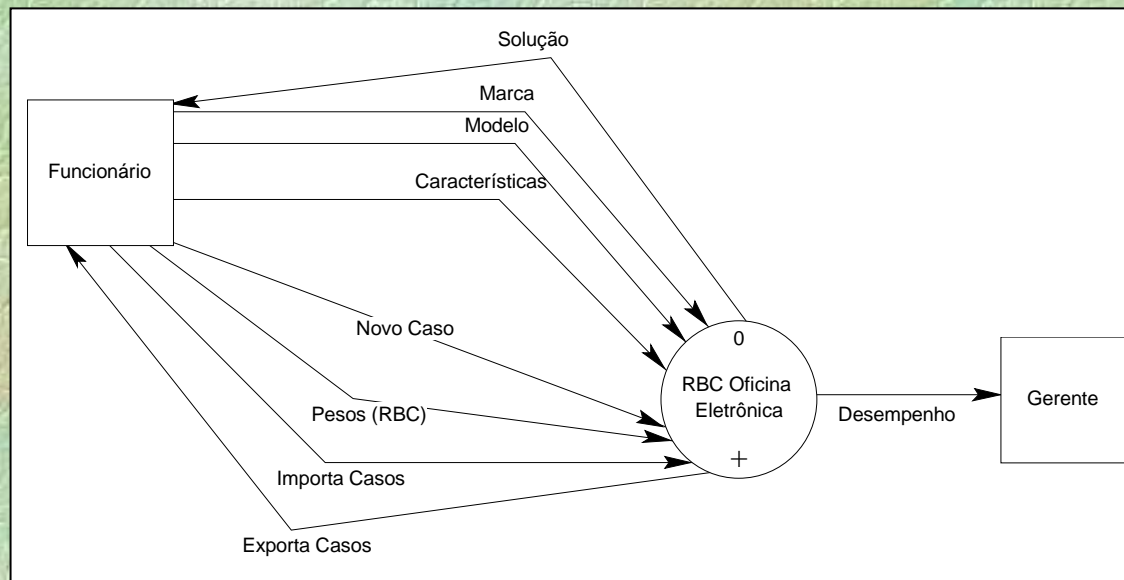 Solução
Marca
Modelo
Características
Funcionário
Novo Caso
Pesos (RBC)
Importa Casos
Exporta Casos
0
RBC Oficina
Eletrônica
+
Desempenho
Gerente